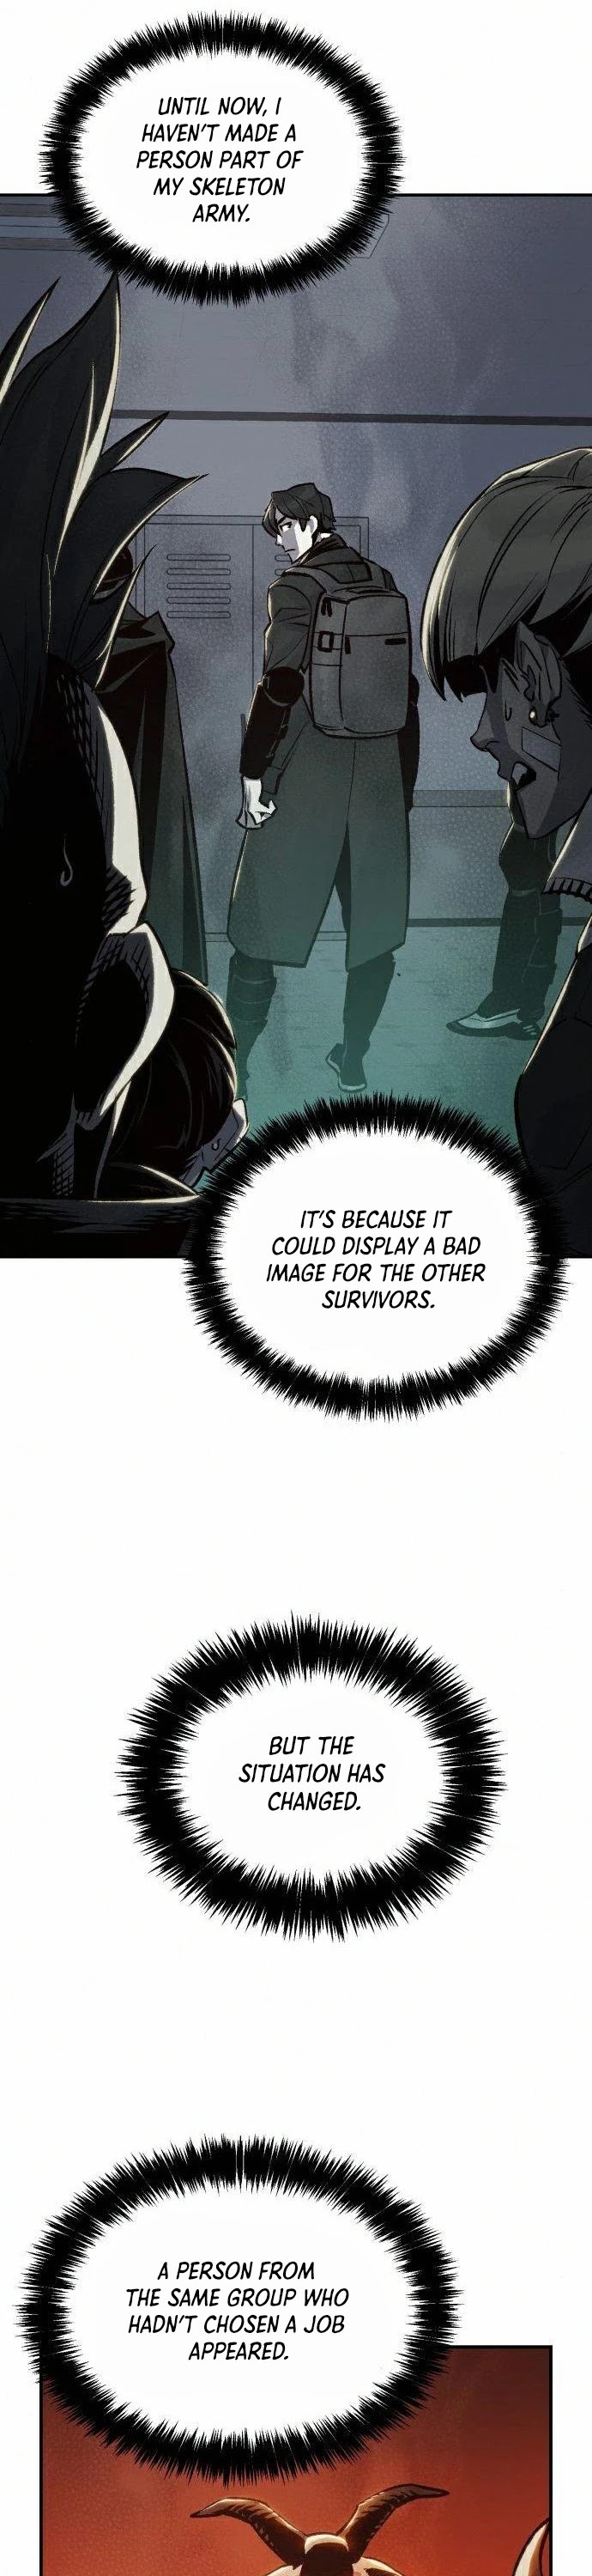 UNTIL NOW, I
HAVEN'T MADE A
PERSON PART OF
MY SKELETON
ARMY.
IT'S BECAUSE IT
COULD DISPLAY A BAD
IMAGE FOR THE OTHER
SURVIVORS.
BUT THE
SITUATION HAS
CHANGED.
A PERSON FROM
THE SAME GROUP WHO
HADN'T CHOSEN A JOB
APPEARED.